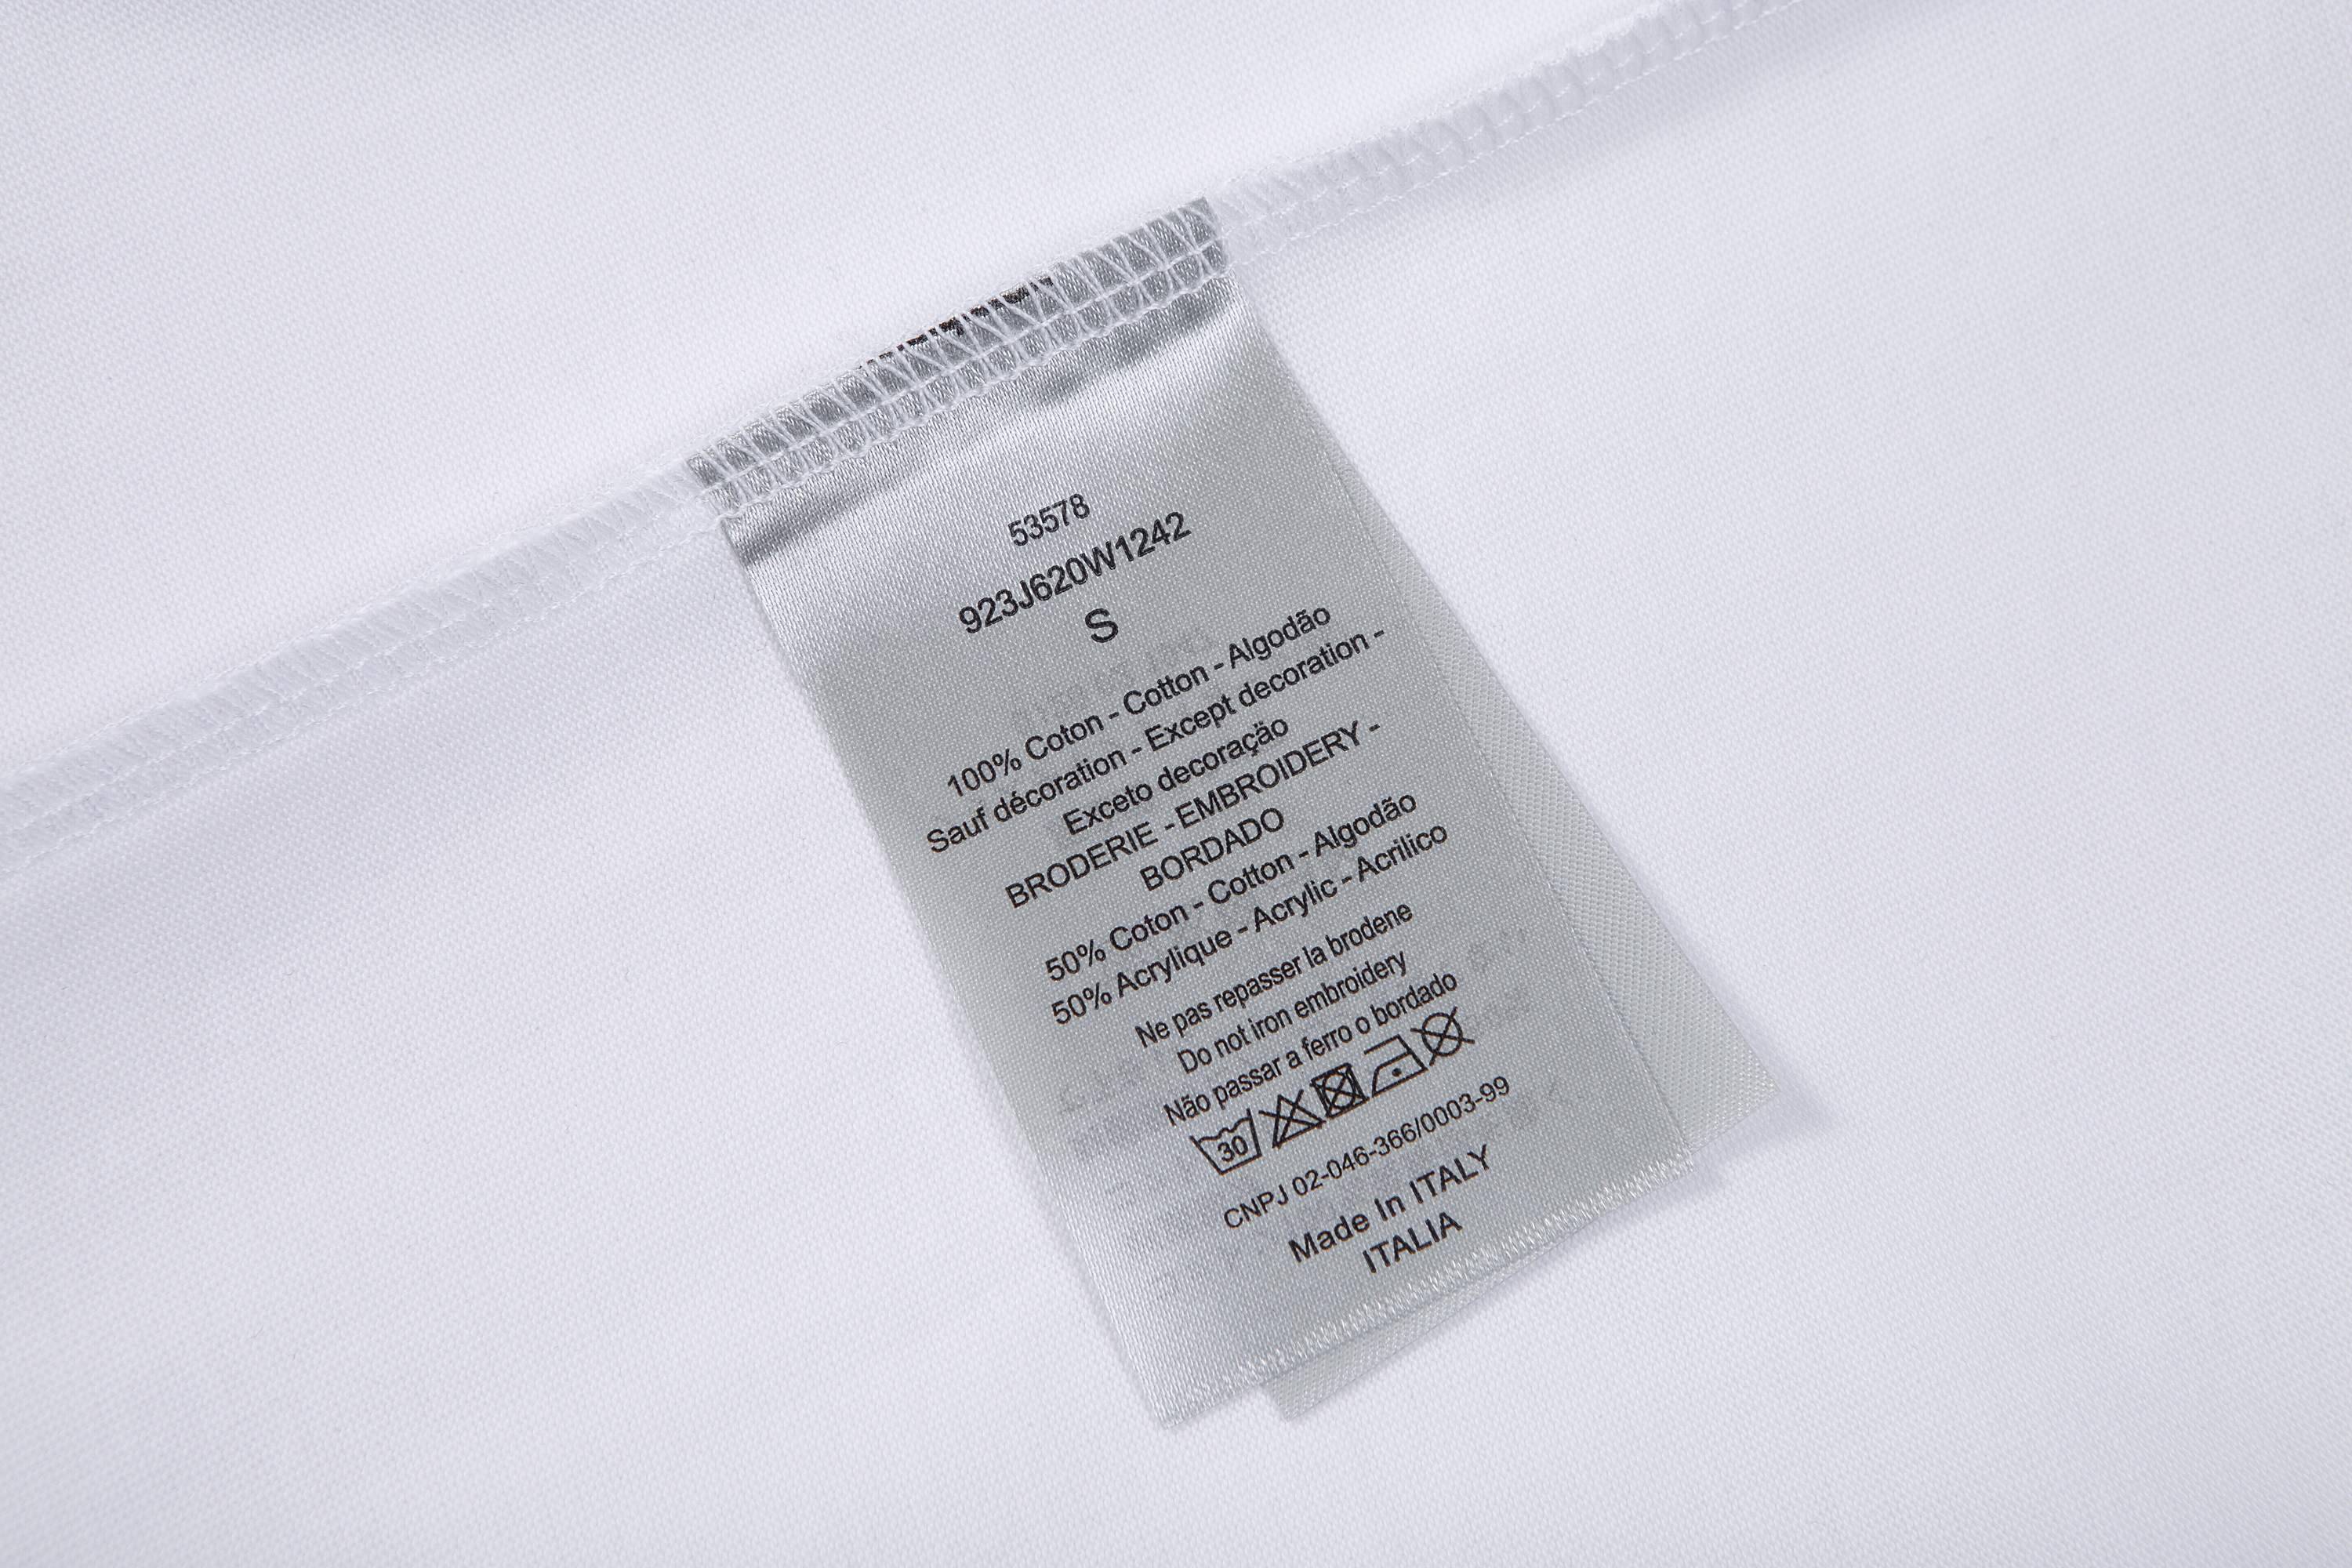 53578
923J620W1242
S
100% Coton - Cotton - Algodão
Sauf décoration - Except decoration -
Exceto decoração
BRODERIE - EMBROIDERY -
BORDADO
50% Coton - Cotton - Algodão
50% Acrylique - Acrylic - Acrilico
Ne pas repasser la brodene
Do not iron embroidery
Não passar a ferro o bordado
30
CNPJ 02-046-366/0003-99
Made In ITALY
ITALIA